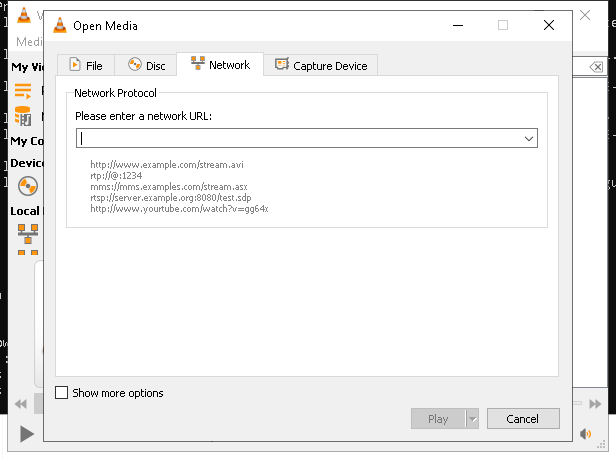 Open Media
Medi
File
Disc
Network
Capture Device
My Vi
Network Protocol
Please enter a network URL:
http://www.example.com/stream.avi
rtp://@:1234
mms://mms.examples.com/stream.asx
rtsp://server.example.org:8080/test.sdp
http://www.yourtube.com/watch?v=gg64x
My Co
Device
Local
Show more options
Play
Cancel